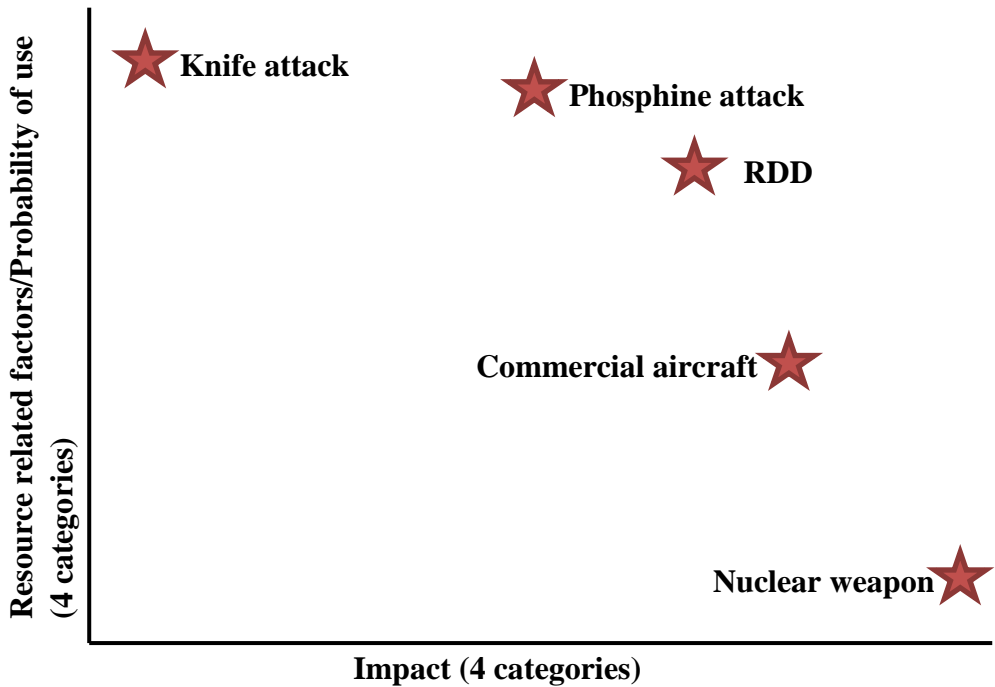 Resource related factors/Probability of use
(4 categories)
Knife attack
Phosphine attack
RDD
Commercial aircraft
Nuclear weapon
Impact (4 categories)